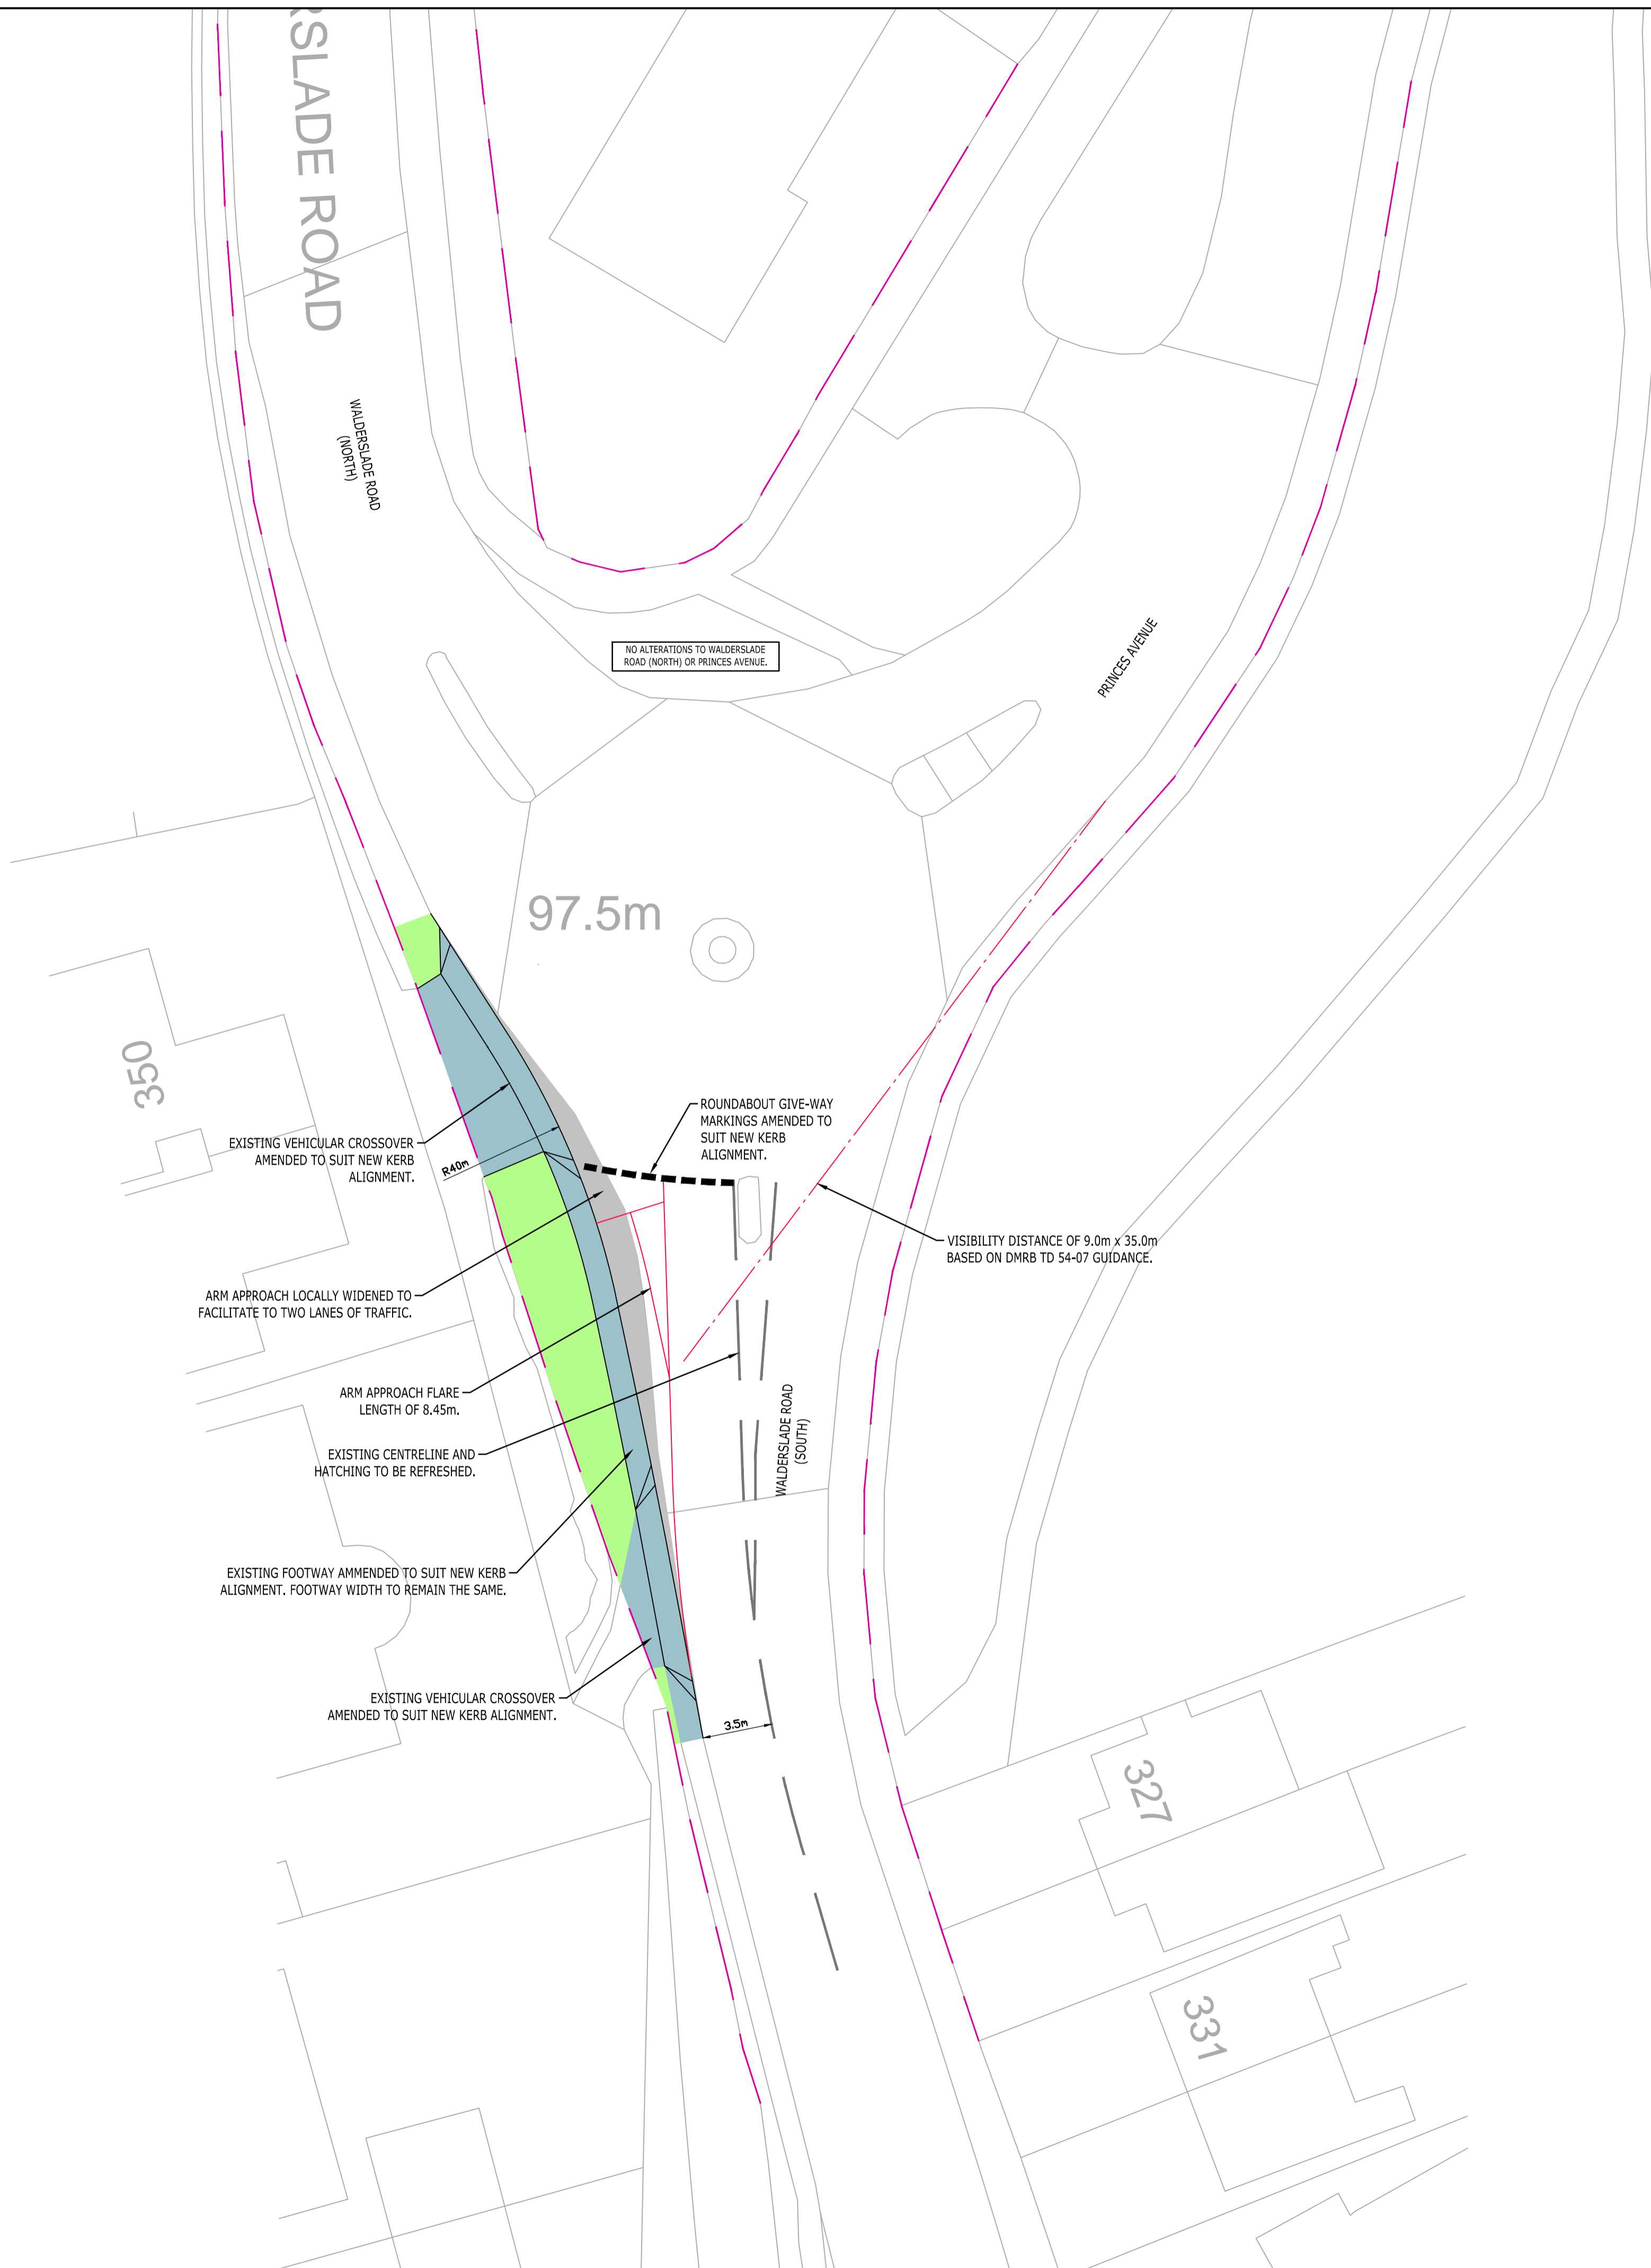 RSLADE ROAD
WALDERSLADE ROAD
(NORTH)
NO ALTERATIONS TO WALDERSLADE
ROAD (NORTH) OR PRINCES AVENUE.
PRINCES AVENUE
97.5m
350
ROUNDABOUT GIVE-WAY
MARKINGS AMENDED TO
SUIT NEW KERB
ALIGNMENT.
EXISTING VEHICULAR CROSSOVER
AMENDED TO SUIT NEW KERB
ALIGNMENT.
R40m
VISIBILITY DISTANCE OF 9.0m x 35.0m
BASED ON DMRB TD 54-07 GUIDANCE.
ARM APPROACH LOCALLY WIDENED TO
FACILITATE TO TWO LANES OF TRAFFIC.
ARM APPROACH FLARE
LENGTH OF 8.45m.
WALDERSLADE ROAD
(SOUTH)
EXISTING CENTRELINE AND
HATCHING TO BE REFRESHED.
EXISTING FOOTWAY AMMENDED TO SUIT NEW KERB
ALIGNMENT. FOOTWAY WIDTH TO REMAIN THE SAME.
EXISTING VEHICULAR CROSSOVER
AMENDED TO SUIT NEW KERB ALIGNMENT.
3.5m
327
331